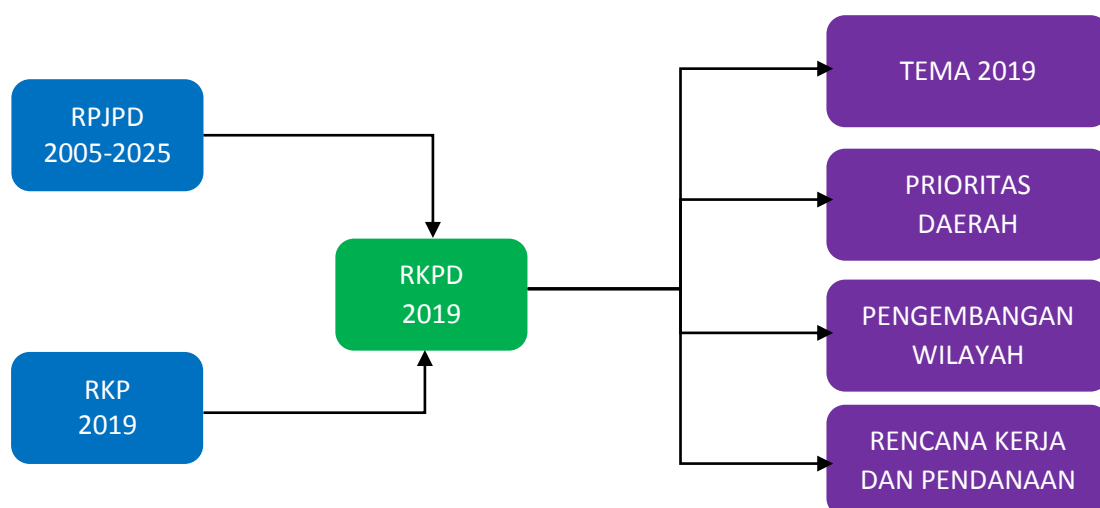 RPJPD
2005-2025
RKP
2019
RKPD
2019
TEMA 2019
PRIORITAS
DAERAH
PENGEMBANGAN
WILAYAH
RENCANA KERJA
DAN PENDANAAN